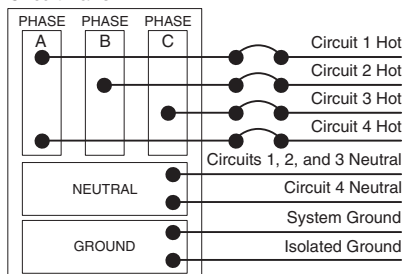 PHASE PHASE PHASE
A B C
Circuit 1 Hot
Circuit 2 Hot
Circuit 3 Hot
Circuit 4 Hot
Circuits 1, 2, and 3 Neutral
NEUTRAL
Circuit 4 Neutral
System Ground
GROUND
Isolated Ground